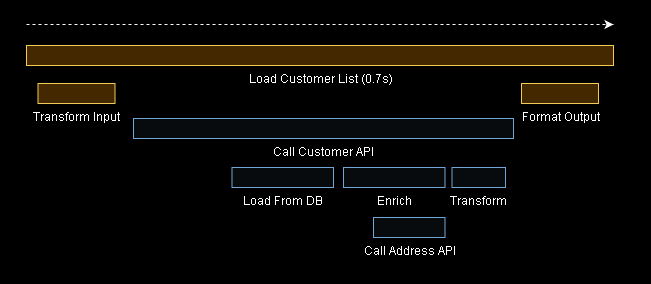 Load Customer List (0.7s)
Transform Input
Format Output
Call Customer API
Load From DB
Enrich
Transform
Call Address API